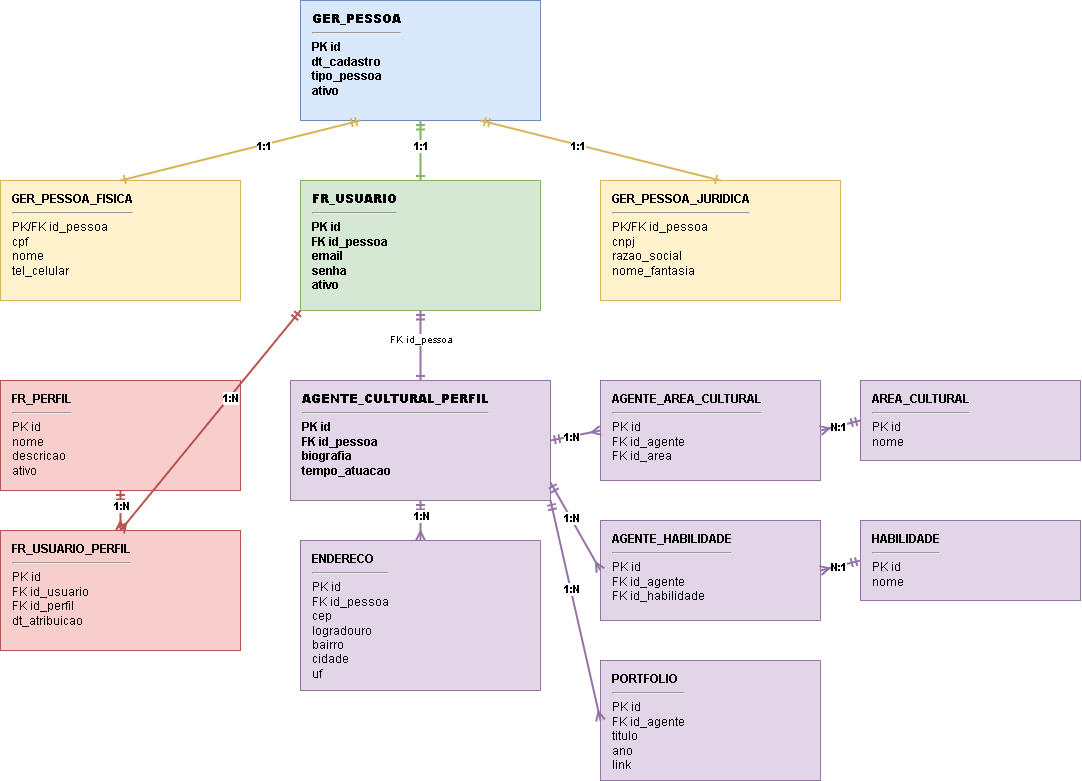 GER_PESSOA
PK id
dt_cadastro
tipo_pessoa
ativo
1:1
1:1
1:1
GER_PESSOA_FISICA
PK/FK id_pessoa
cpf
nome
tel_celular
FR_USUARIO
PK id
FK id_pessoa
email
senha
ativo
GER_PESSOA_JURIDICA
PK/FK id_pessoa
cnpj
razao_social
nome_fantasia
FK id_pessoa
1:N
FR_PERFIL
PK id
nome
descricao
ativo
1:N
FR_USUARIO_PERFIL
PK id
FK id_usuario
FK id_perfil
dt_atribuicao
AGENTE_CULTURAL_PERFIL
PK id
FK id_pessoa
biografia
tempo_atuacao
1:N
ENDERECO
PK id
FK id_pessoa
cep
logradouro
bairro
cidade
uf
1:N
AGENTE_AREA_CULTURAL
PK id
FK id_agente
FK id_area
N:1
AREA_CULTURAL
PK id
nome
1:N
AGENTE_HABILIDADE
PK id
FK id_agente
FK id_habilidade
N:1
HABILIDADE
PK id
nome
1:N
PORTFOLIO
PK id
FK id_agente
titulo
ano
link